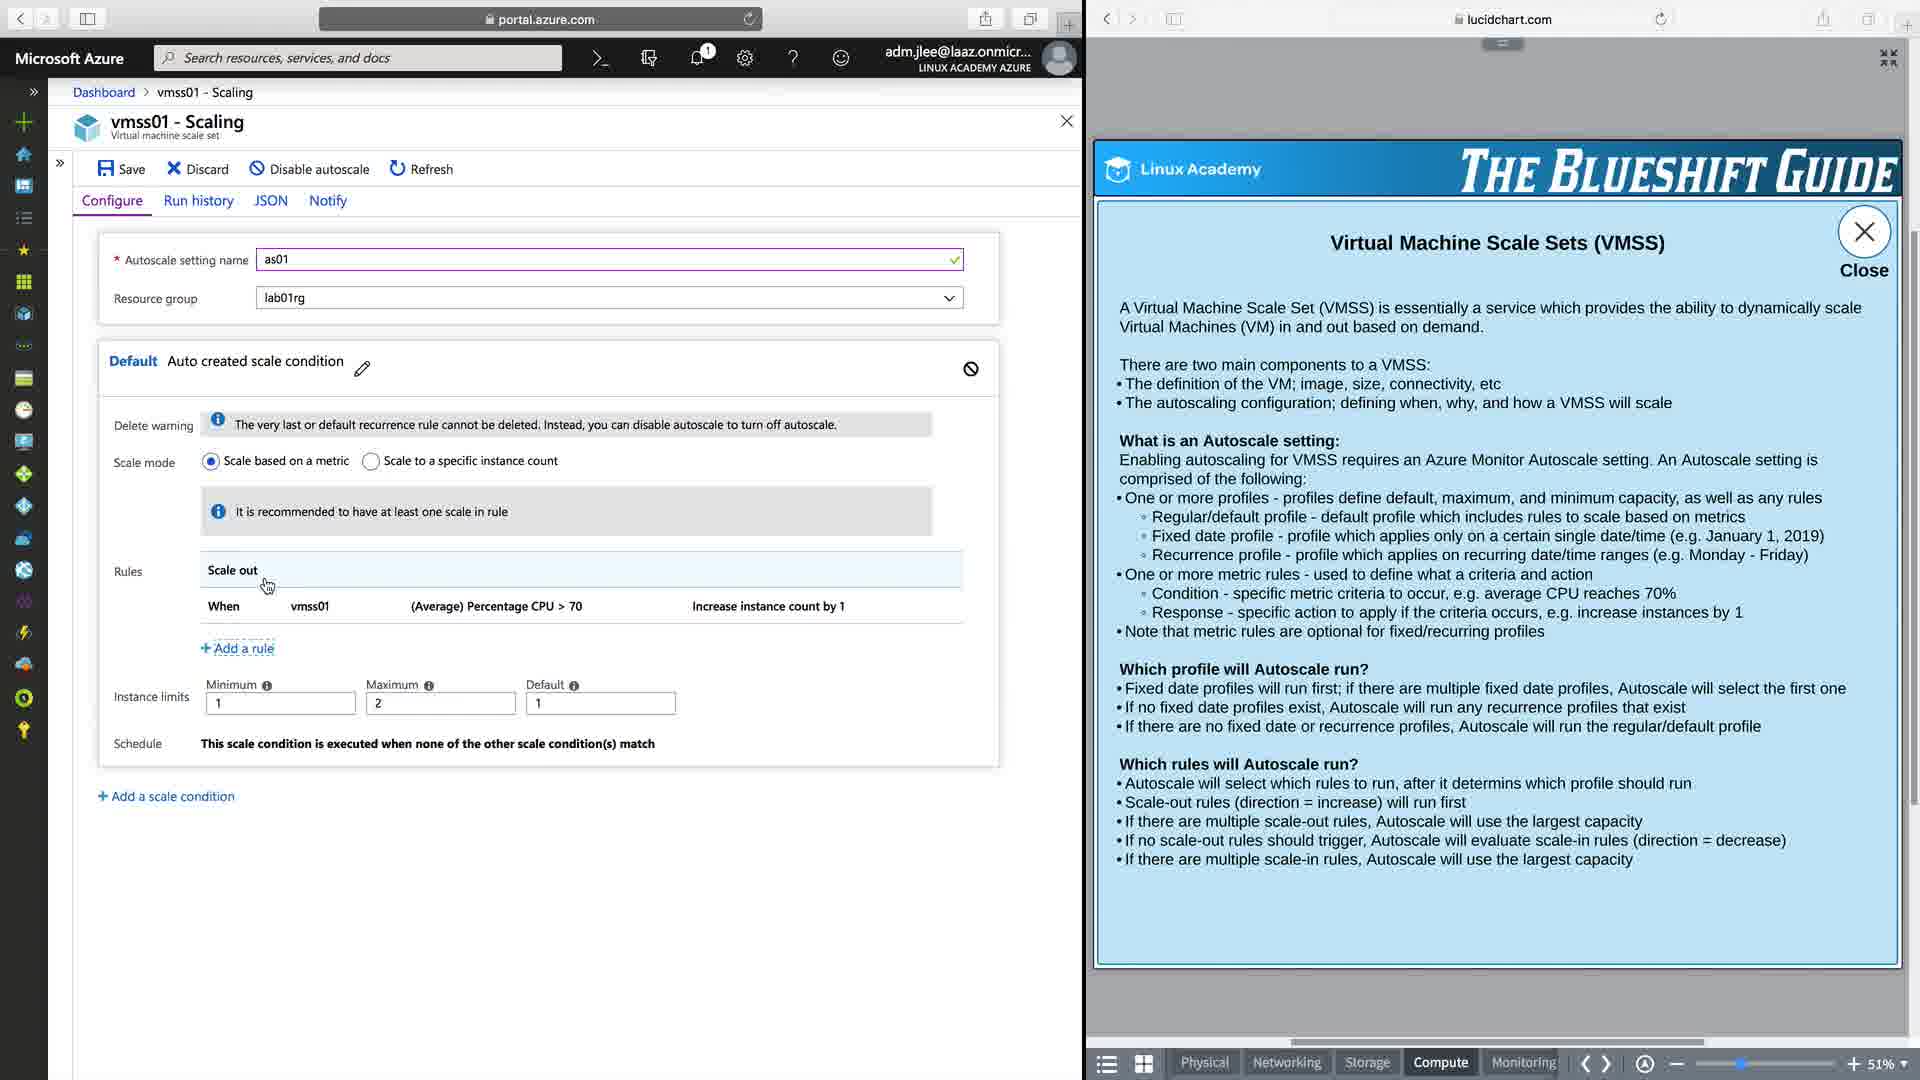 portal.azure.com
Microsoft Azure
Search resources, services, and docs
1
adm.jlee@laaz.onmicr...
LINUX ACADEMY AZURE
Dashboard > vmss01 - Scaling
vmss01 - Scaling
Virtual machine scale set
Save
Discard
Disable autoscale
Refresh
Configure
Run history
JSON
Notify
* Autoscale setting name
as01
Resource group
lab01rg
Default Auto created scale condition
Delete warning
The very last or default recurrence rule cannot be deleted. Instead, you can disable autoscale to turn off autoscale.
Scale mode
Scale based on a metric
Scale to a specific instance count
It is recommended to have at least one scale in rule
Rules
Scale out
When vmss01 (Average) Percentage CPU > 70 Increase instance count by 1
+ Add a rule
Instance limits
Minimum
1
Maximum
2
Default
1
Schedule
This scale condition is executed when none of the other scale condition(s) match
+ Add a scale condition
lucidchart.com
Linux Academy
THE BLUESHIFT GUIDE
Virtual Machine Scale Sets (VMSS)
Close
A Virtual Machine Scale Set (VMSS) is essentially a service which provides the ability to dynamically scale
Virtual Machines (VM) in and out based on demand.
There are two main components to a VMSS:
• The definition of the VM; image, size, connectivity, etc
• The autoscaling configuration; defining when, why, and how a VMSS will scale
What is an Autoscale setting:
Enabling autoscaling for VMSS requires an Azure Monitor Autoscale setting. An Autoscale setting is
comprised of the following:
• One or more profiles - profiles define default, maximum, and minimum capacity, as well as any rules
◦ Regular/default profile - default profile which includes rules to scale based on metrics
◦ Fixed date profile - profile which applies only on a certain single date/time (e.g. January 1, 2019)
◦ Recurrence profile - profile which applies on recurring date/time ranges (e.g. Monday - Friday)
• One or more metric rules - used to define what a criteria and action
◦ Condition - specific metric criteria to occur, e.g. average CPU reaches 70%
◦ Response - specific action to apply if the criteria occurs, e.g. increase instances by 1
• Note that metric rules are optional for fixed/recurring profiles
Which profile will Autoscale run?
• Fixed date profiles will run first; if there are multiple fixed date profiles, Autoscale will select the first one
• If no fixed date profiles exist, Autoscale will run any recurrence profiles that exist
• If there are no fixed date or recurrence profiles, Autoscale will run the regular/default profile
Which rules will Autoscale run?
• Autoscale will select which rules to run, after it determins which profile should run
• Scale-out rules (direction = increase) will run first
• If there are multiple scale-out rules, Autoscale will use the largest capacity
• If no scale-out rules should trigger, Autoscale will evaluate scale-in rules (direction = decrease)
• If there are multiple scale-in rules, Autoscale will use the largest capacity
Physical
Networking
Storage
Compute
Monitoring
51%